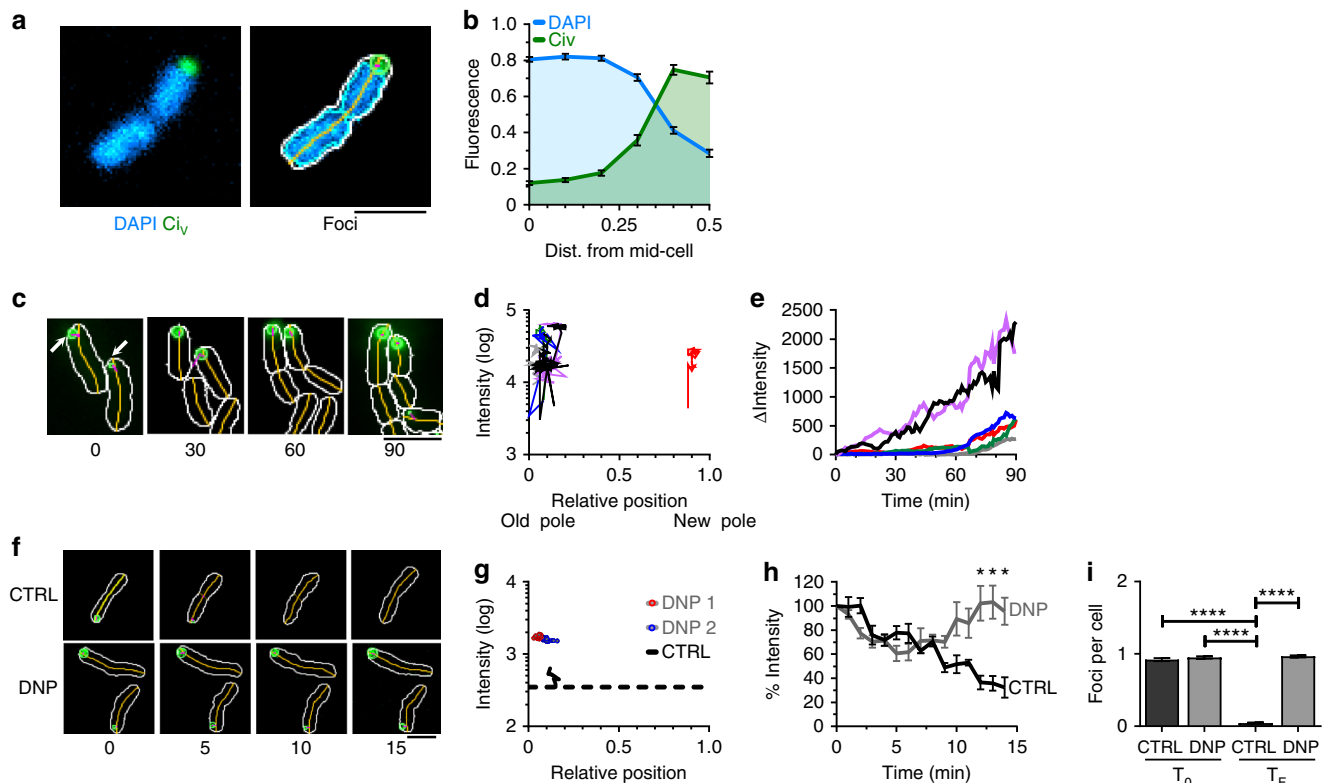 a
DAPI Ci_V
Foci
b
DAPI
Civ
Fluorescence
1.0
0.8
0.6
0.4
0.2
0
0 0.25 0.5
Dist. from mid-cell
c
0 30 60 90
d
Intensity (log)
5
4
3
0 0.5 1.0
Relative position
Old pole New pole
e
ΔIntensity
2500
2000
1500
1000
500
0
0 30 60 90
Time (min)
f
CTRL
DNP
0 5 10 15
g
Intensity (log)
4
3
2
DNP 1
DNP 2
CTRL
0 0.5 1.0
Relative position
h
% Intensity
120
100
80
60
40
20
0
* * *
DNP
CTRL
0 5 10 15
Time (min)
i
Foci per cell
2
1
0
****
****
****
CTRL DNP CTRL DNP
T_0 T_F